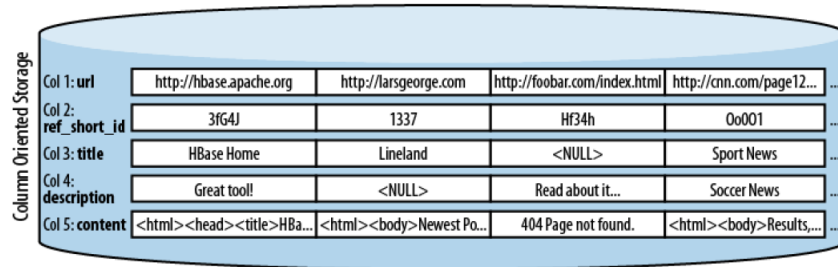 Column Oriented Storage
Col 1: url http://hbase.apache.org http://larsgeorge.com http://foobar.com/index.html http://cnn.com/page12... ...
Col 2:
ref_short_id 3fG4J 1337 Hf34h 0o001 ...
Col 3: title HBase Home Lineland <NULL> Sport News ...
Col 4:
description Great tool! <NULL> Read about it... Soccer News ...
Col 5: content <html><head><title>HBa... <html><body>Newest Po... 404 Page not found. <html><body>Results,... ...